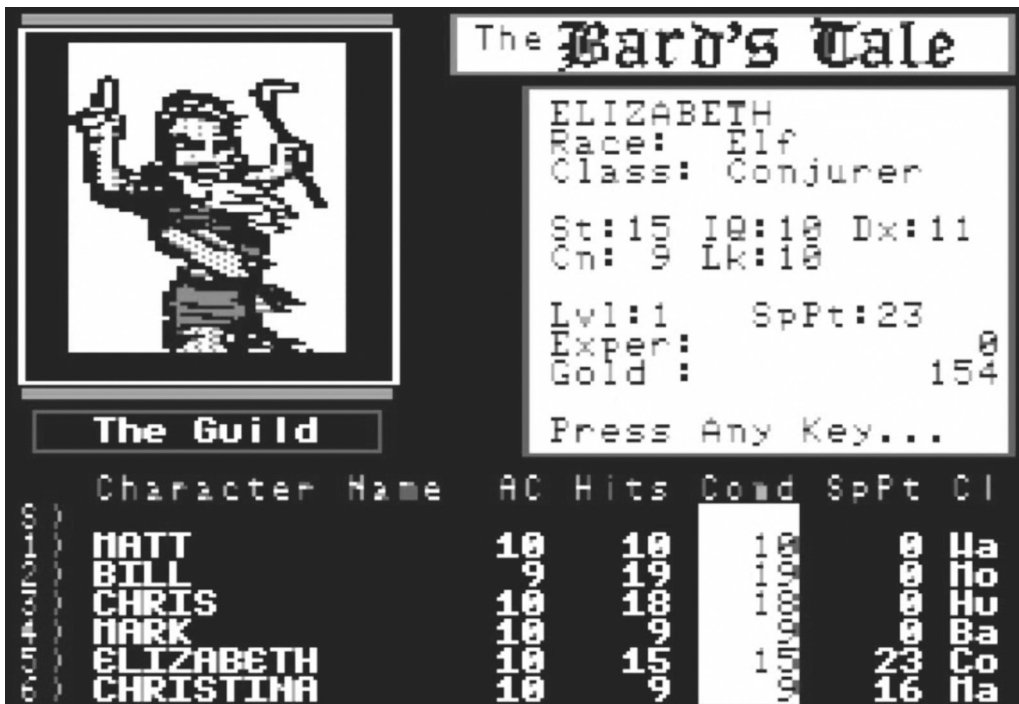 The Bard's Tale
ELIZABETH
Race: Elf
Class: Conjurer
St:15 IQ:10 Dx:11
Cn: 9 Lk:10
Lvl:1 SpPt:23
Exper: 0
Gold : 154
Press Any Key...
The Guild
Character Name AC Hits Cond SpPt Cl
S)
1) MATT 10 10 10 0 Wa
2) BILL 9 19 19 0 Mo
3) CHRIS 10 18 18 0 Hu
4) MARK 10 9 9 0 Ba
5) ELIZABETH 10 15 15 23 Co
6) CHRISTINA 10 9 9 16 Ma